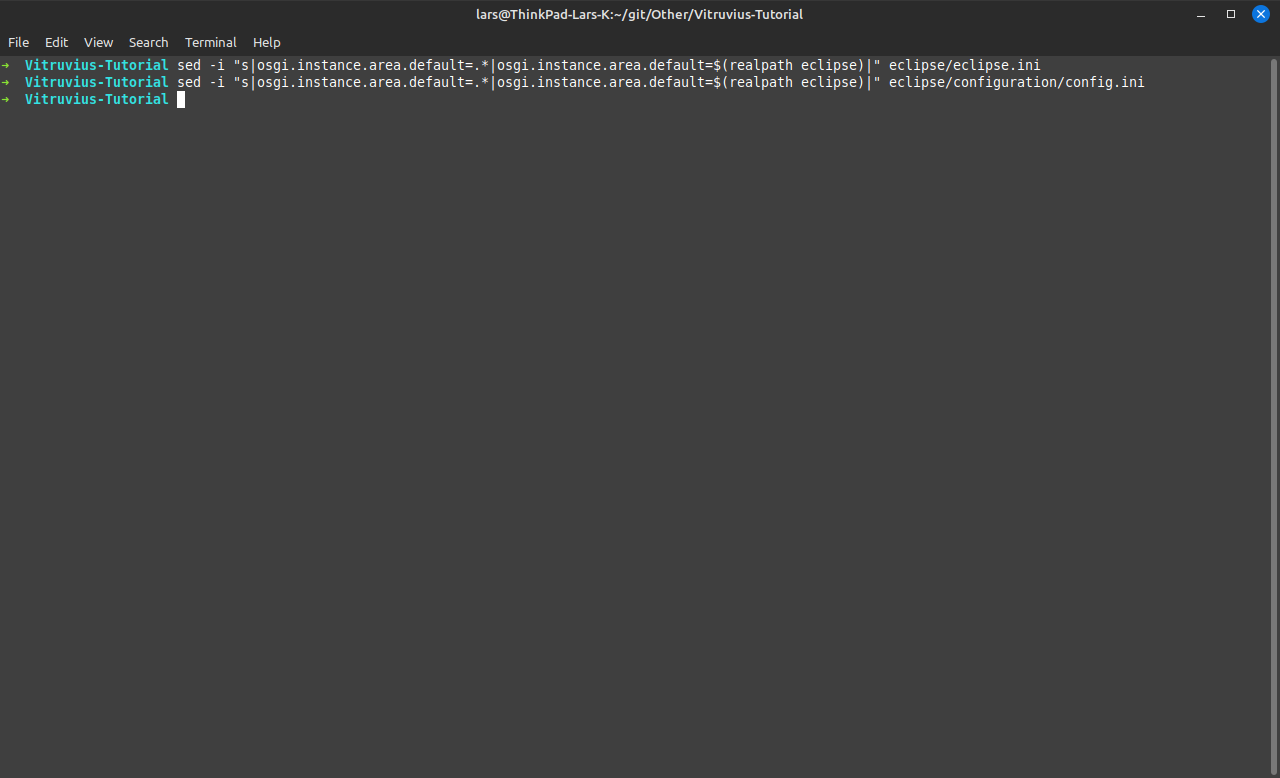 lars@ThinkPad-Lars-K:~/git/Other/Vitruvius-Tutorial
File Edit View Search Terminal Help
➜  Vitruvius-Tutorial sed -i "s|osgi.instance.area.default=.*|osgi.instance.area.default=$(realpath eclipse)|" eclipse/eclipse.ini
➜  Vitruvius-Tutorial sed -i "s|osgi.instance.area.default=.*|osgi.instance.area.default=$(realpath eclipse)|" eclipse/configuration/config.ini
➜  Vitruvius-Tutorial